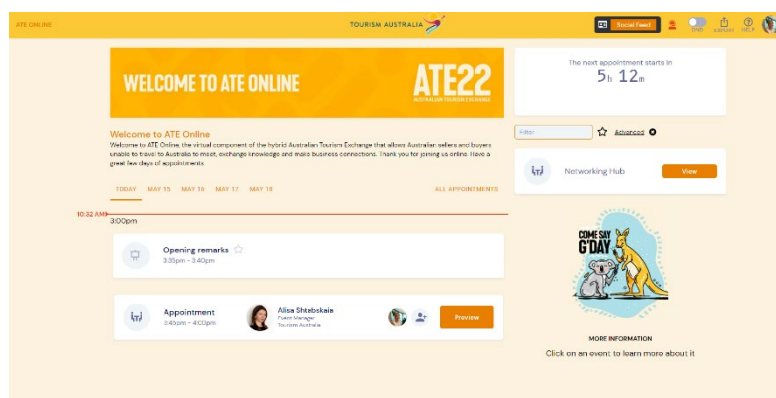 ATE ONLINE
TOURISM AUSTRALIA
Social Feed
DND
HELP
WELCOME TO ATE ONLINE
ATE22
AUSTRALIAN TOURISM EXCHANGE
The next appointment starts in
5h 12m
Welcome to ATE Online
Welcome to ATE Online, the virtual component of the hybrid Australian Tourism Exchange that allows Australian sellers and buyers
unable to travel to Australia to meet, exchange knowledge and make business connections. Thank you for joining us online. Have a
great few days of appointments.
Filter
Advanced
Networking Hub
View
TODAY MAY 15 MAY 16 MAY 17 MAY 18
ALL APPOINTMENTS
10:32 AM
3:00pm
Opening remarks
3:35pm - 3:40pm
COME SAY
G'DAY
Appointment
3:45pm - 4:00pm
Alisa Shtabskaia
Event Manager
Tourism Australia
Preview
MORE INFORMATION
Click on an event to learn more about it